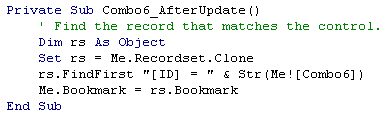 Private Sub Combo6_AfterUpdate()
    ' Find the record that matches the control.
    Dim rs As Object
    Set rs = Me.Recordset.Clone
    rs.FindFirst "[ID] = " & Str(Me![Combo6])
    Me.Bookmark = rs.Bookmark
End Sub